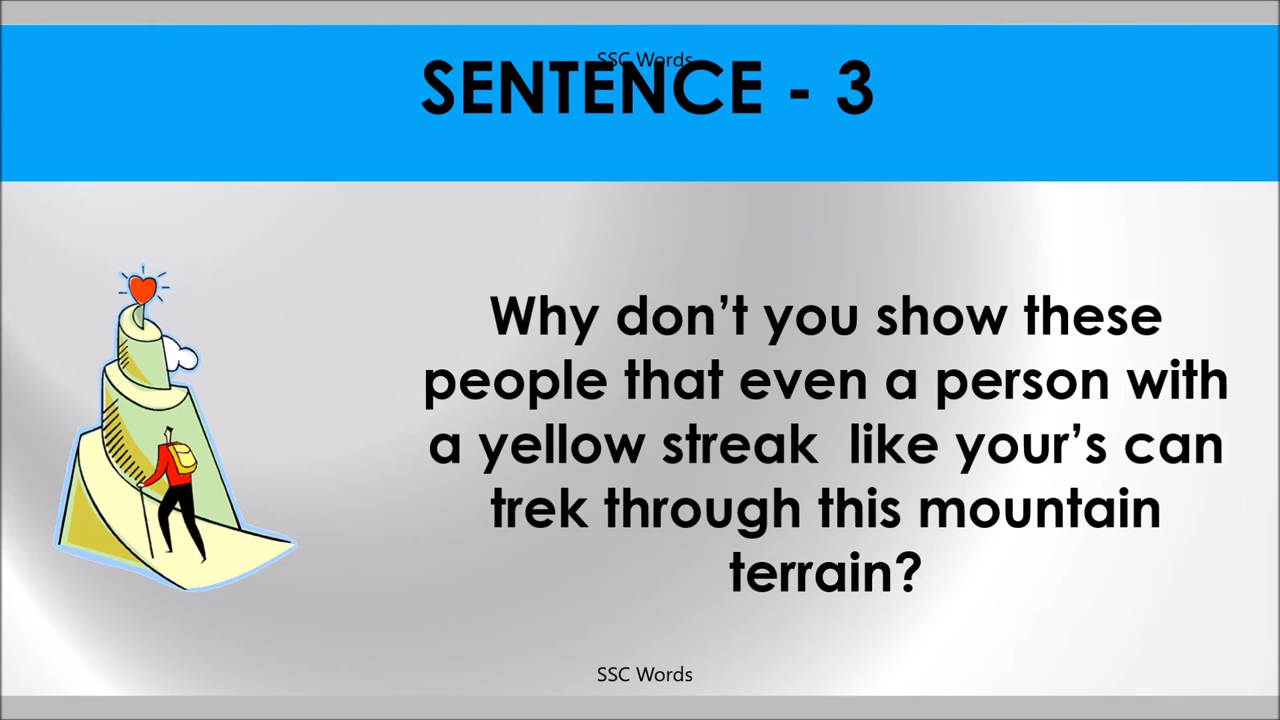 SSC Words
SENTENCE - 3
Why don’t you show these
people that even a person with
a yellow streak  like your’s can
trek through this mountain
terrain?
SSC Words